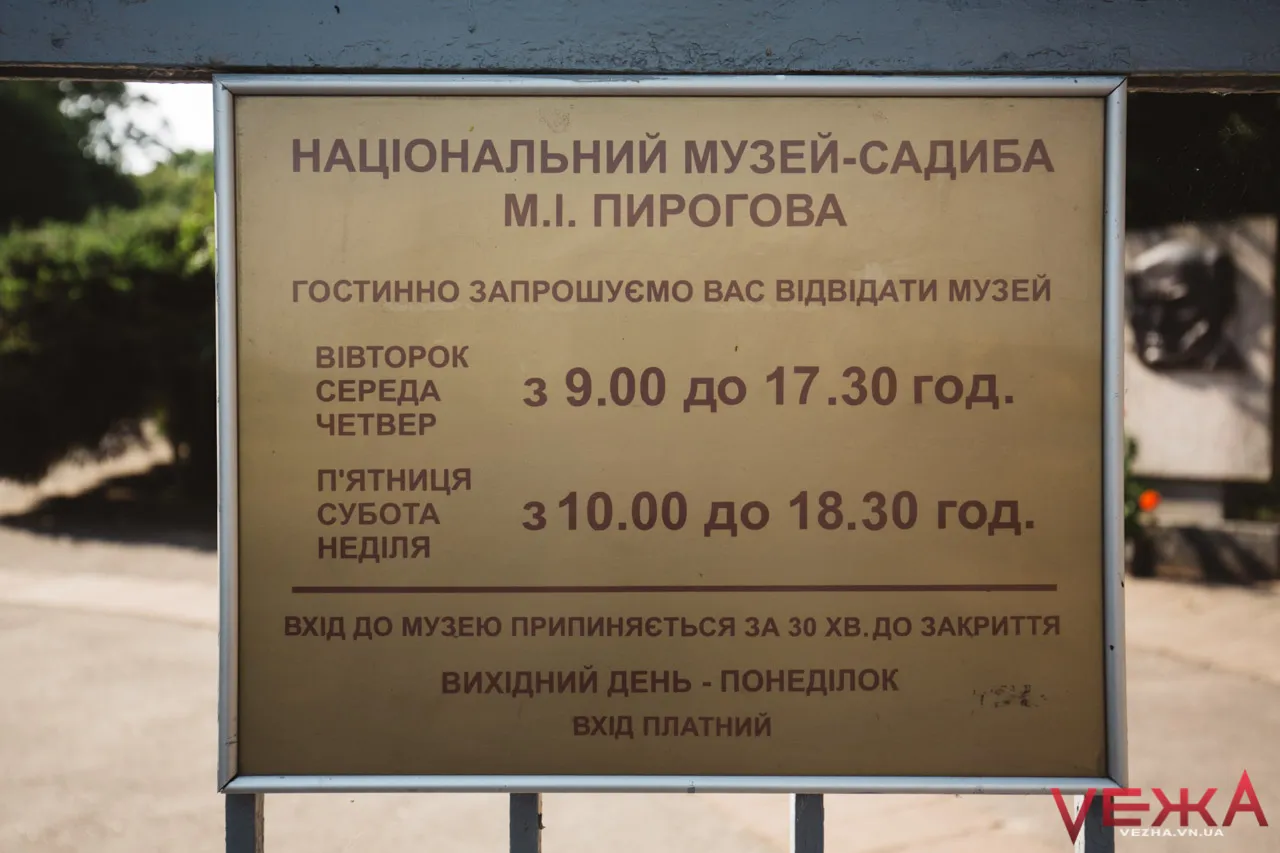 НАЦІОНАЛЬНИЙ МУЗЕЙ-САДИБА
М.І. ПИРОГОВА
ГОСТИННО ЗАПРОШУЄМО ВАС ВІДВІДАТИ МУЗЕЙ
ВІВТОРОК
СЕРЕДА
ЧЕТВЕР
з 9.00 до 17.30 год.
П'ЯТНИЦЯ
СУБОТА
НЕДІЛЯ
з 10.00 до 18.30 год.
ВХІД ДО МУЗЕЮ ПРИПИНЯЄТЬСЯ ЗА 30 ХВ. ДО ЗАКРИТТЯ
ВИХІДНИЙ ДЕНЬ - ПОНЕДІЛОК
ВХІД ПЛАТНИЙ
VЕЖА
VEZHA.VN.UA